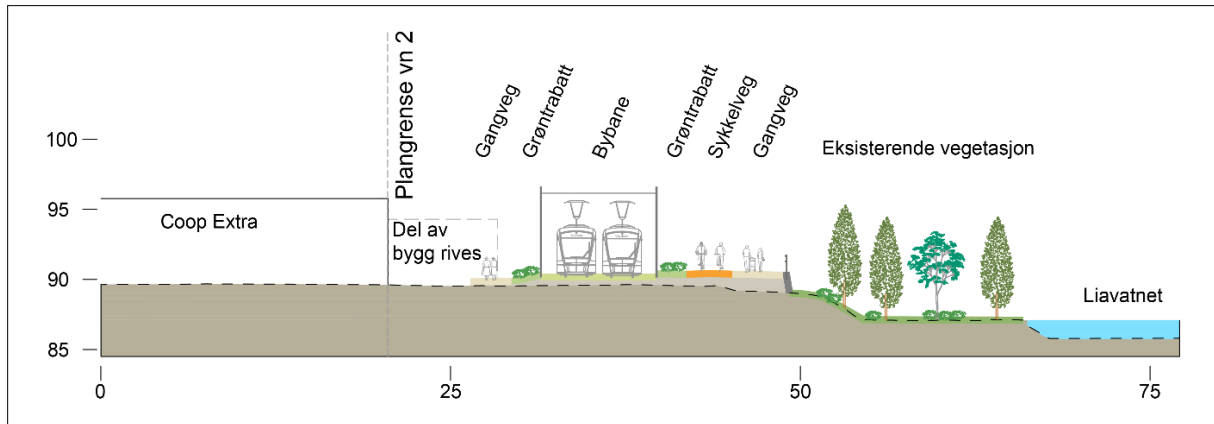 Plangrense vn 2
Gangveg
Grøntrabatt
Bybane
Grøntrabatt
Sykkelveg
Gangveg
Eksisterende vegetasjon
100
95
90
85
Coop Extra
Del av
bygg rives
Liavatnet
0
25
50
75